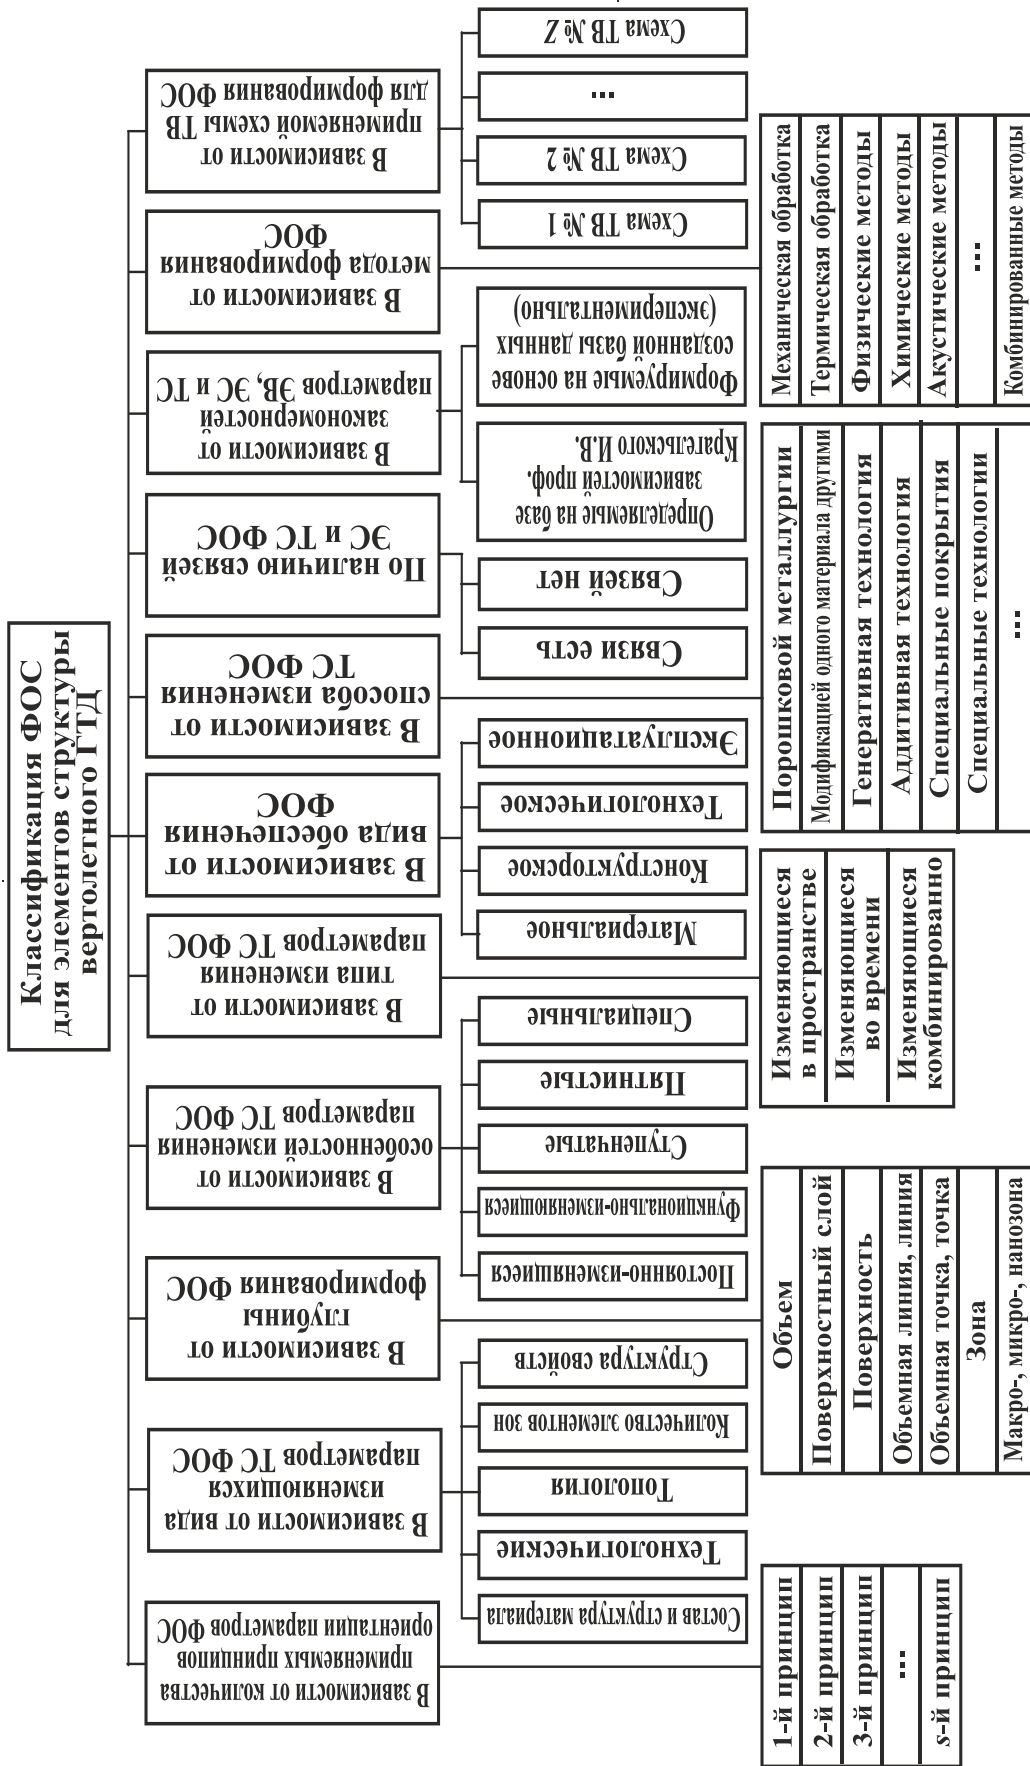 Классификация ФОС
для элементов структуры
вертолетного ГТД
В зависимости от количества
применяемых принципов
ориентации параметров ФОС
1-й принцип
2-й принцип
3-й принцип
...
s-й принцип
В зависимости от вида
изменяющихся
параметров ТС ФОС
Состав и структура материала
Технологические
Топология
Количество элементов зон
Структура свойств
В зависимости от
глубины
формирования ФОС
Объем
Поверхностный слой
Поверхность
Объемная линия, линия
Объемная точка, точка
Зона
Макро-, микро-, нанозона
В зависимости от
особенностей изменения
параметров ТС ФОС
Постоянно-изменяющиеся
Функционально-изменяющиеся
Ступенчатые
Пятнистые
Специальные
В зависимости от
типа изменения
параметров ТС ФОС
Изменяющиеся
в пространстве
Изменяющиеся
во времени
Изменяющиеся
комбинированно
В зависимости от
вида обеспечения
ФОС
Материальное
Конструкторское
Технологическое
Эксплуатационное
В зависимости от
способа изменения
ТС ФОС
Порошковой металлургии
Модификацией одного материала другими
Генеративная технология
Аддитивная технология
Специальные покрытия
Специальные технологии
...
По наличию связей
ЭС и ТС ФОС
Связи есть
Связей нет
В зависимости от
закономерностей
параметров ЭВ, ЭС и ТС
Определяемые на базе
зависимостей проф.
Крагельского И.В.
Формируемые на основе
созданной базы данных
(экспериментально)
В зависимости от
метода формирования
ФОС
Механическая обработка
Термическая обработка
Физические методы
Химические методы
Акустические методы
...
Комбинированные методы
В зависимости от
применяемой схемы ТВ
для формирования ФОС
Схема ТВ № 1
Схема ТВ № 2
...
Схема ТВ № Z